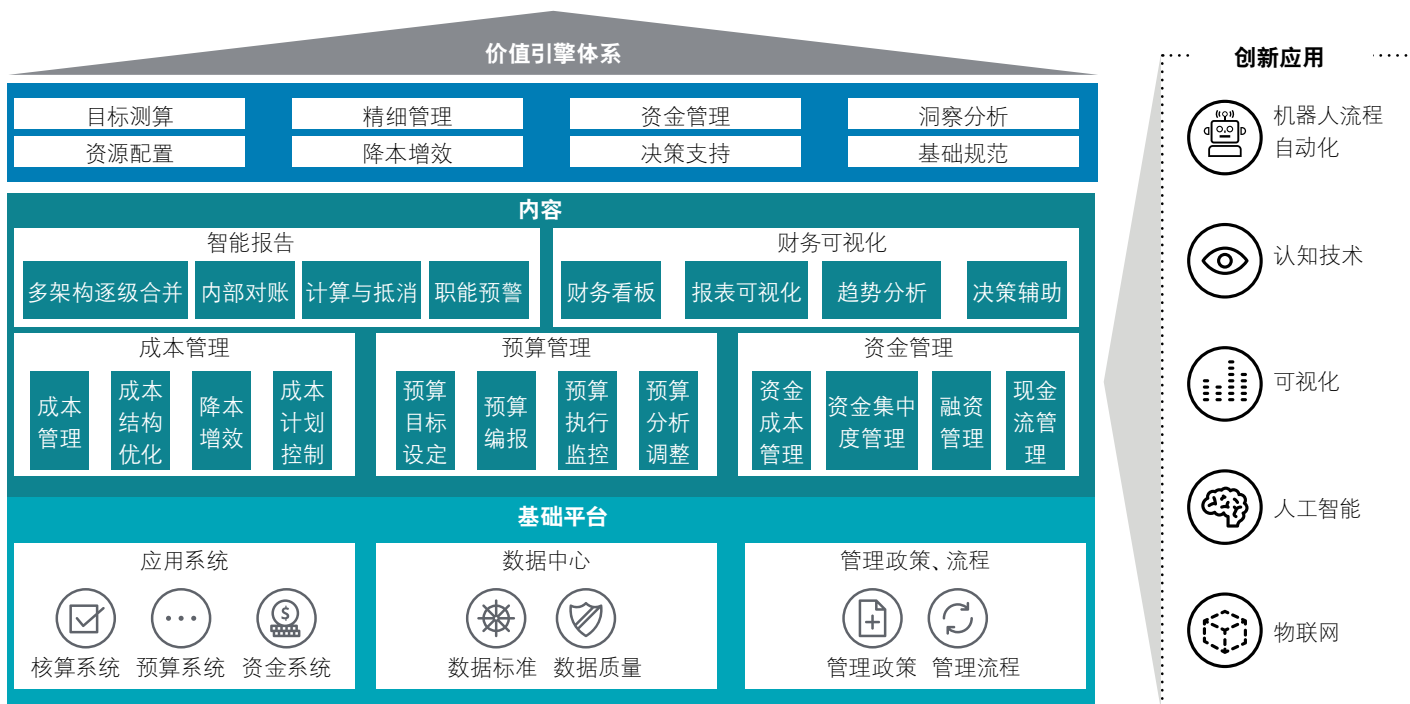 价值引擎体系
目标测算
精细管理
资金管理
洞察分析
资源配置
降本增效
决策支持
基础规范
内容
智能报告
多架构逐级合并
内部对账
计算与抵消
职能预警
财务可视化
财务看板
报表可视化
趋势分析
决策辅助
成本管理
成本
管理
成本
结构
优化
降本
增效
成本
计划
控制
预算管理
预算
目标
设定
预算
编报
预算
执行
监控
预算
分析
调整
资金管理
资金
成本
管理
资金集中
度管理
融资
管理
现金
流管理
理
基础平台
应用系统
核算系统
预算系统
资金系统
数据中心
数据标准
数据质量
管理政策、流程
管理政策
管理流程
创新应用
机器人流程
自动化
认知技术
可视化
人工智能
物联网